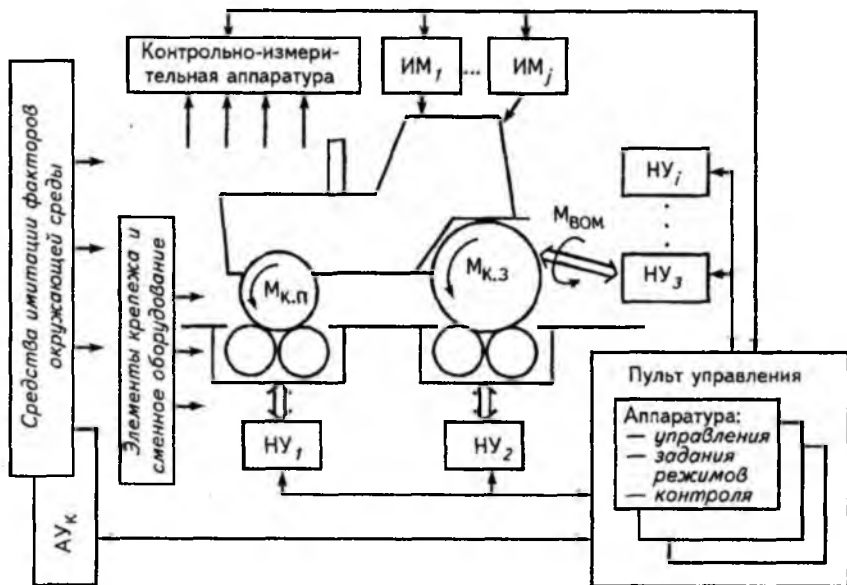 Контрольно-измери-
тельная аппаратура
ИМ1 ... ИМj
Средства имитации факторов
окружающей среды
Элементы крепежа и
сменное оборудование
НУi
МВОМ
НУ3
Мк.п
Мк.з
НУ1
НУ2
АУк
Пульт управления
Аппаратура:
— управления
— задания
режимов
— контроля